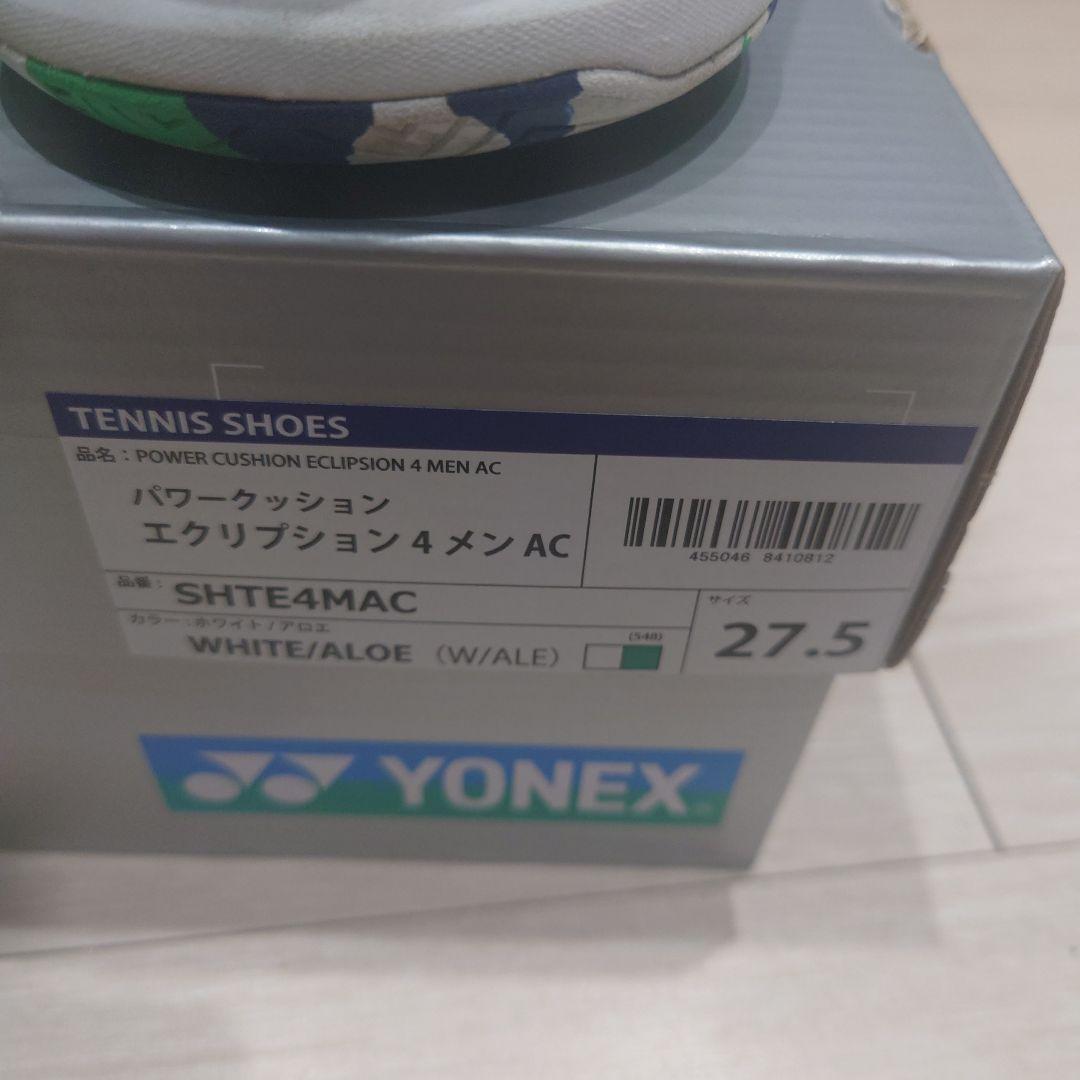 TENNIS SHOES
品名：POWER CUSHION ECLIPSION 4 MEN AC
パワークッション
エクリプション 4 メン AC
455046 8410812
品番：
SHTE4MAC
カラー：ホワイト/アロエ
WHITE/ALOE （W/ALE）
(548)
サイズ
27.5
YONEX®